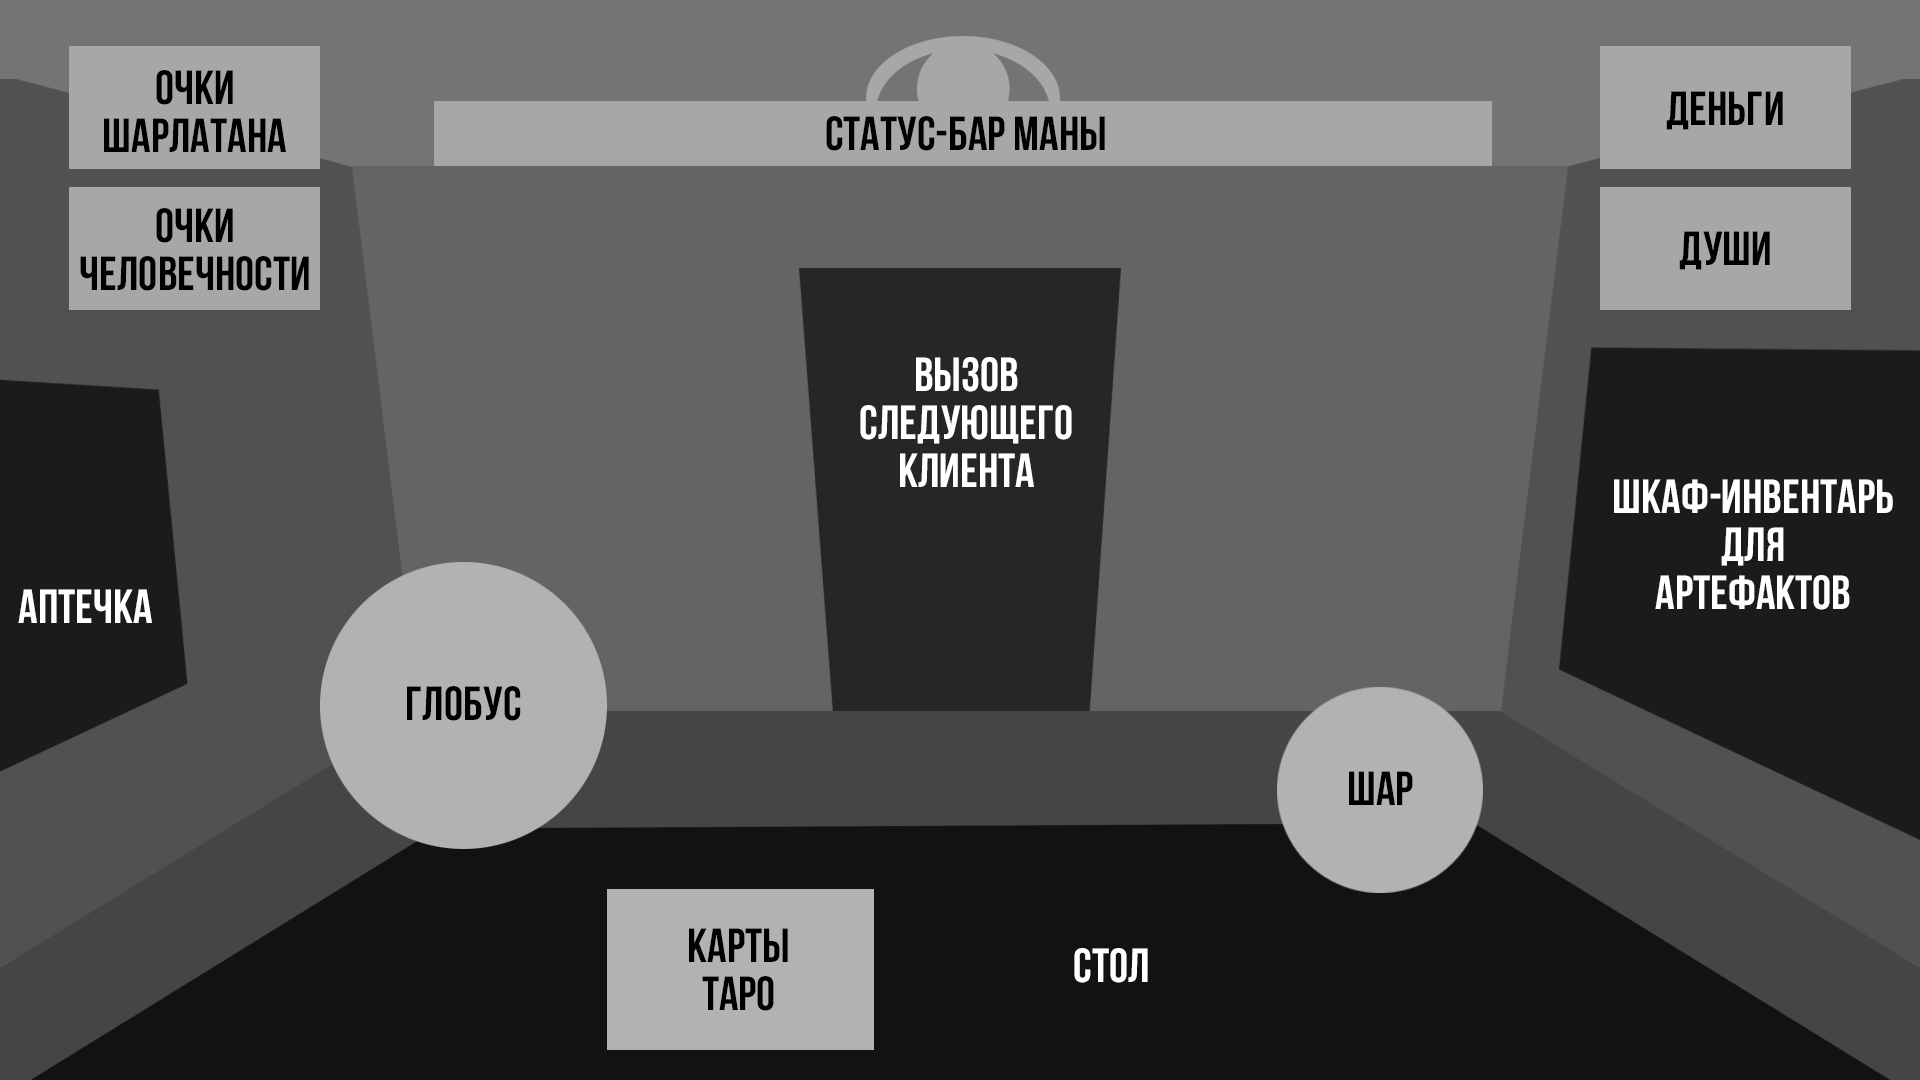 ОЧКИ
ШАРЛАТАНА
ОЧКИ
ЧЕЛОВЕЧНОСТИ
СТАТУС-БАР МАНЫ
ДЕНЬГИ
ДУШИ
ВЫЗОВ
СЛЕДУЮЩЕГО
КЛИЕНТА
АПТЕЧКА
ШКАФ-ИНВЕНТАРЬ
ДЛЯ
АРТЕФАКТОВ
ГЛОБУС
ШАР
КАРТЫ
ТАРО
СТОЛ